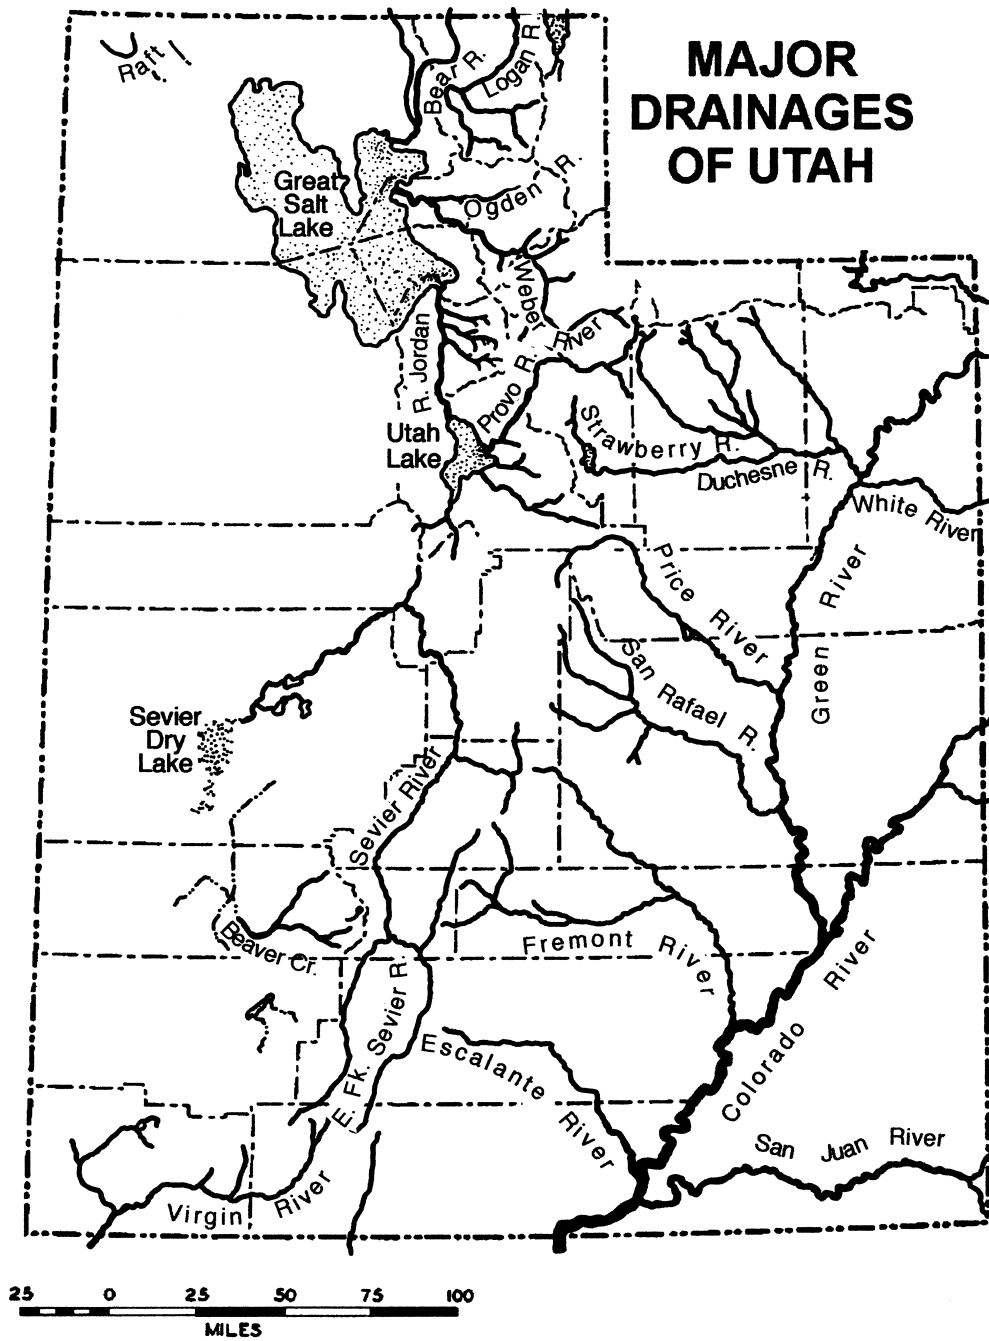 MAJOR
DRAINAGES
OF UTAH
Raft
Bear R.
Logan R.
Great
Salt
Lake
Ogden R.
Weber River
R. Jordan
Provo R.
Utah
Lake
Strawberry R.
Duchesne R.
White River
Price River
Green River
San Rafael R.
Sevier
Dry
Lake
Sevier River
Beaver Cr.
Fremont River
E. Fk. Sevier R.
Escalante River
Colorado River
San Juan River
Virgin River
25 0 25 50 75 100
MILES